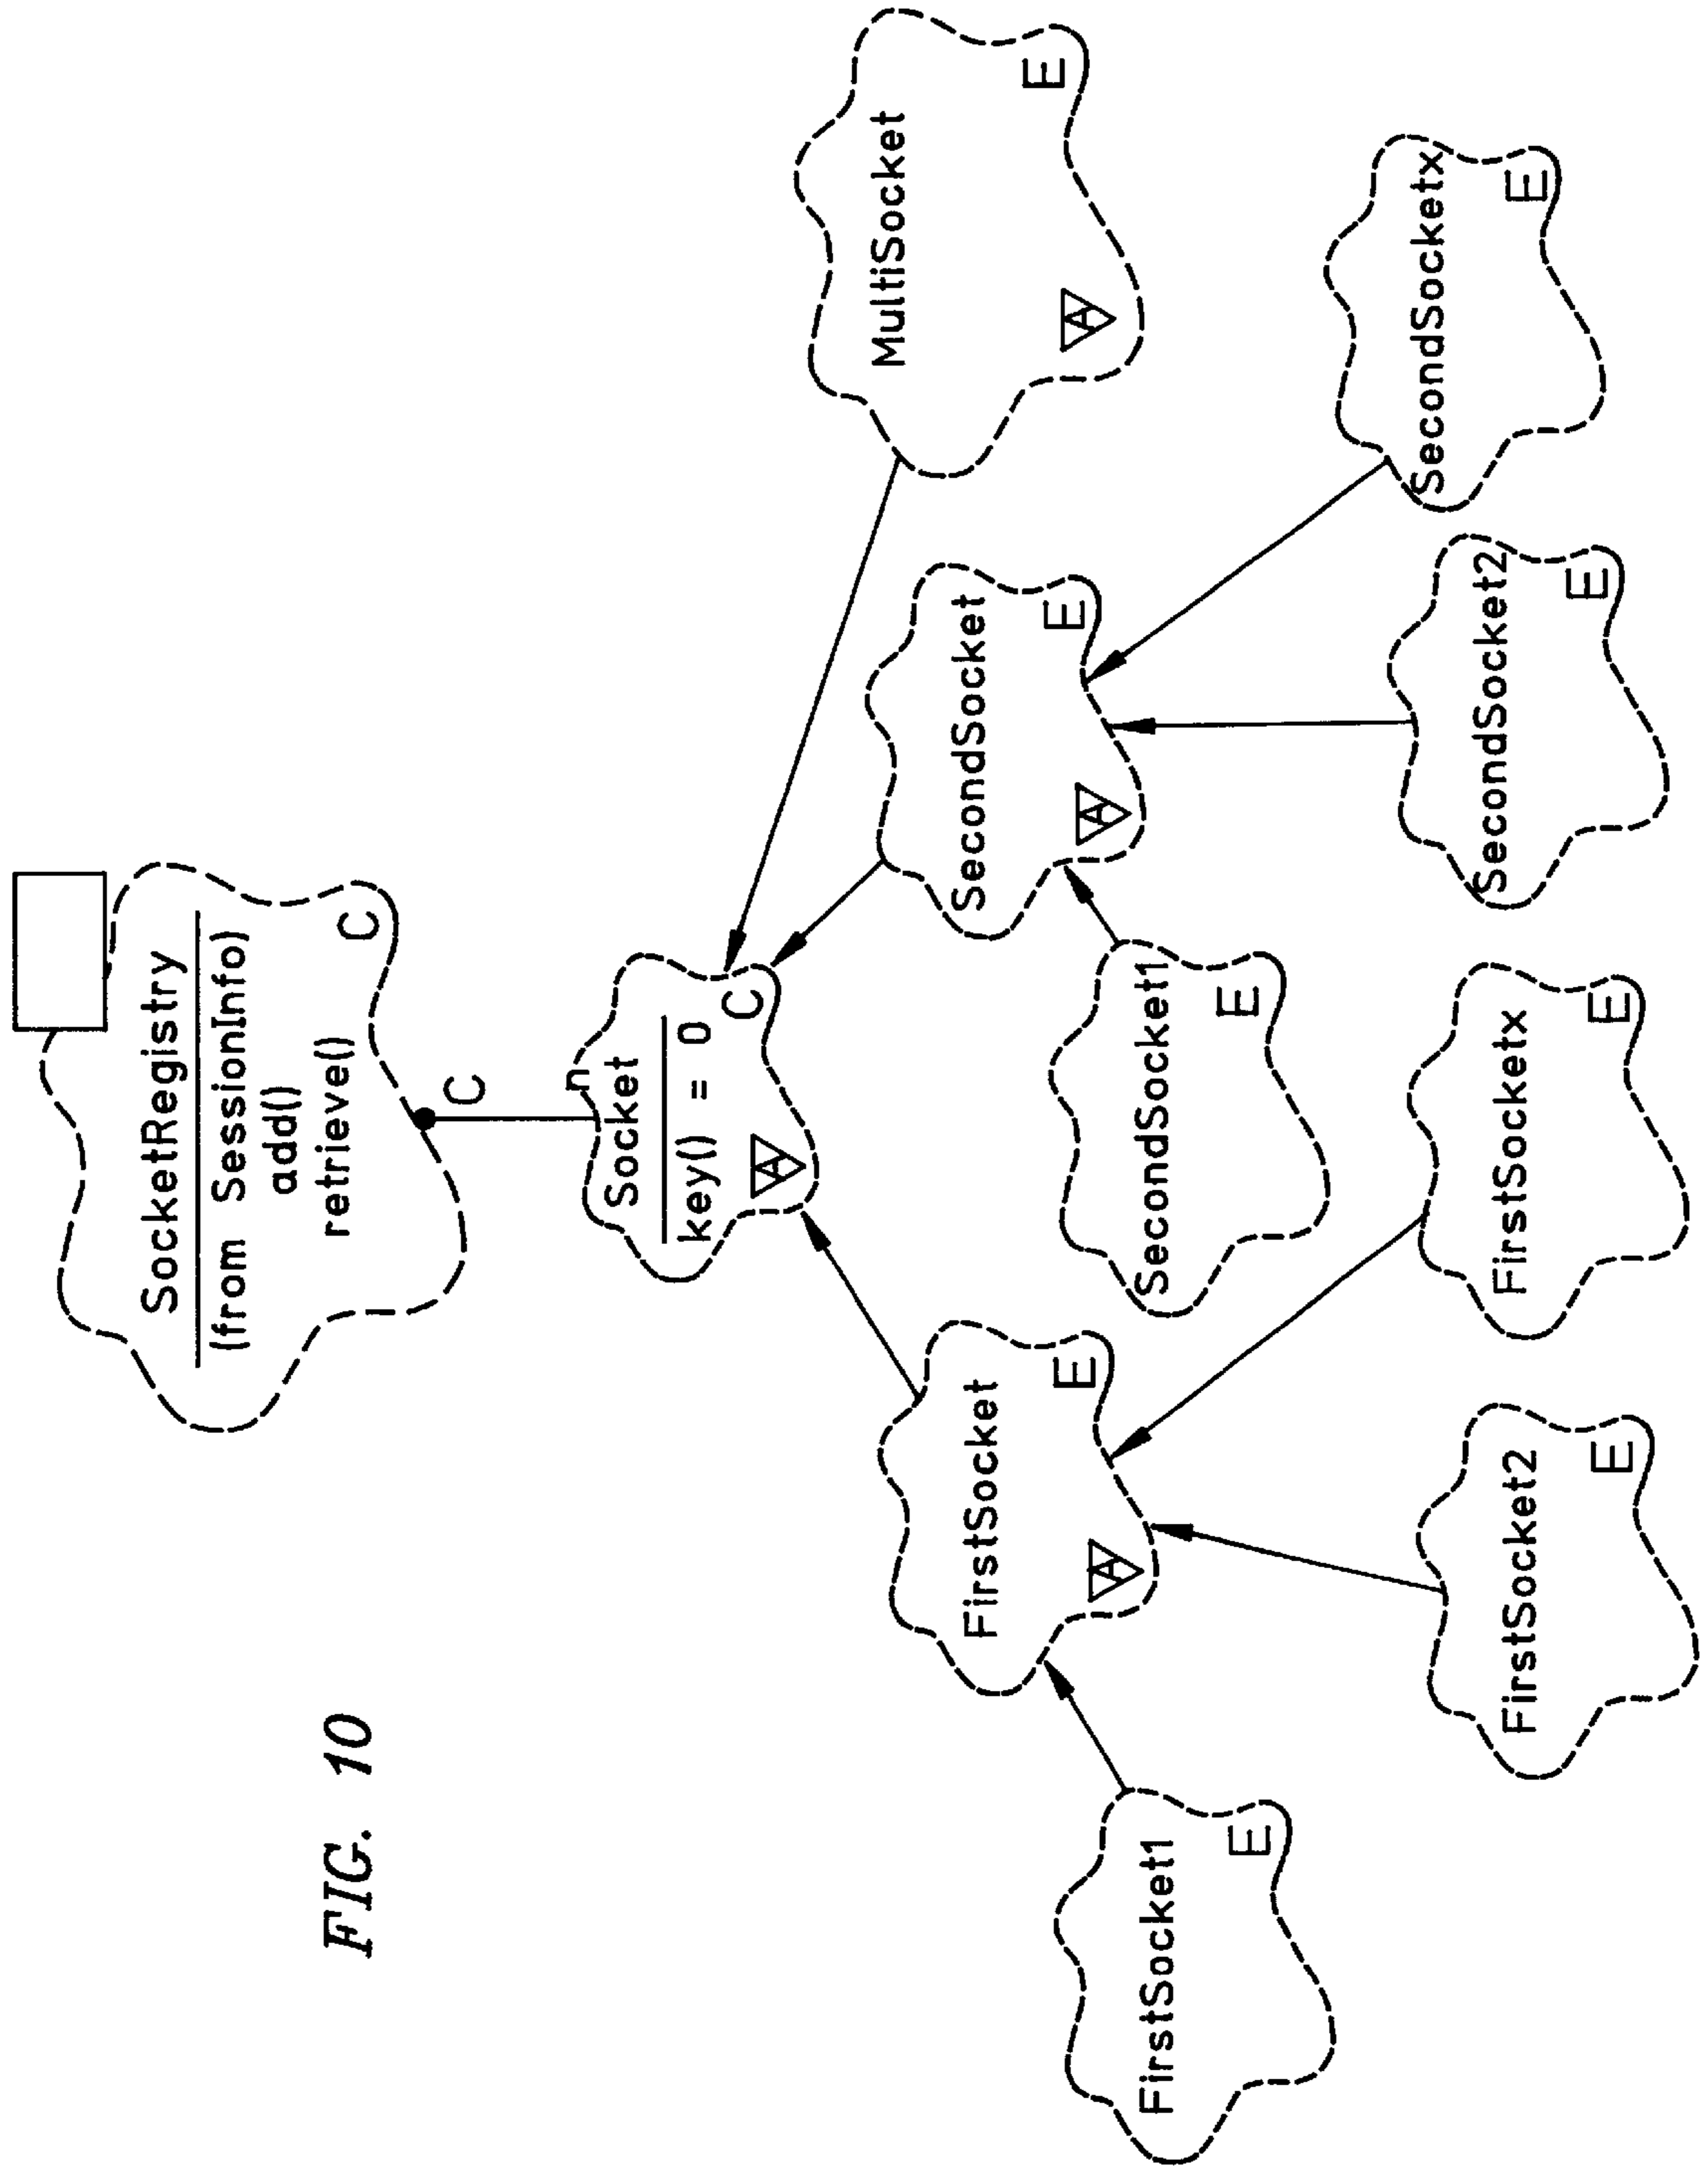 FIG. 10
SocketRegistry
(from SessionInfo)
add()
retrieve()
C
C
n
Socket
key() = 0
A
C
FirstSocket
A
E
SecondSocket
A
E
MultiSocket
A
E
FirstSocket1
E
SecondSocket1
E
FirstSocket2
E
FirstSocketx
E
SecondSocket2
E
SecondSocketx
E